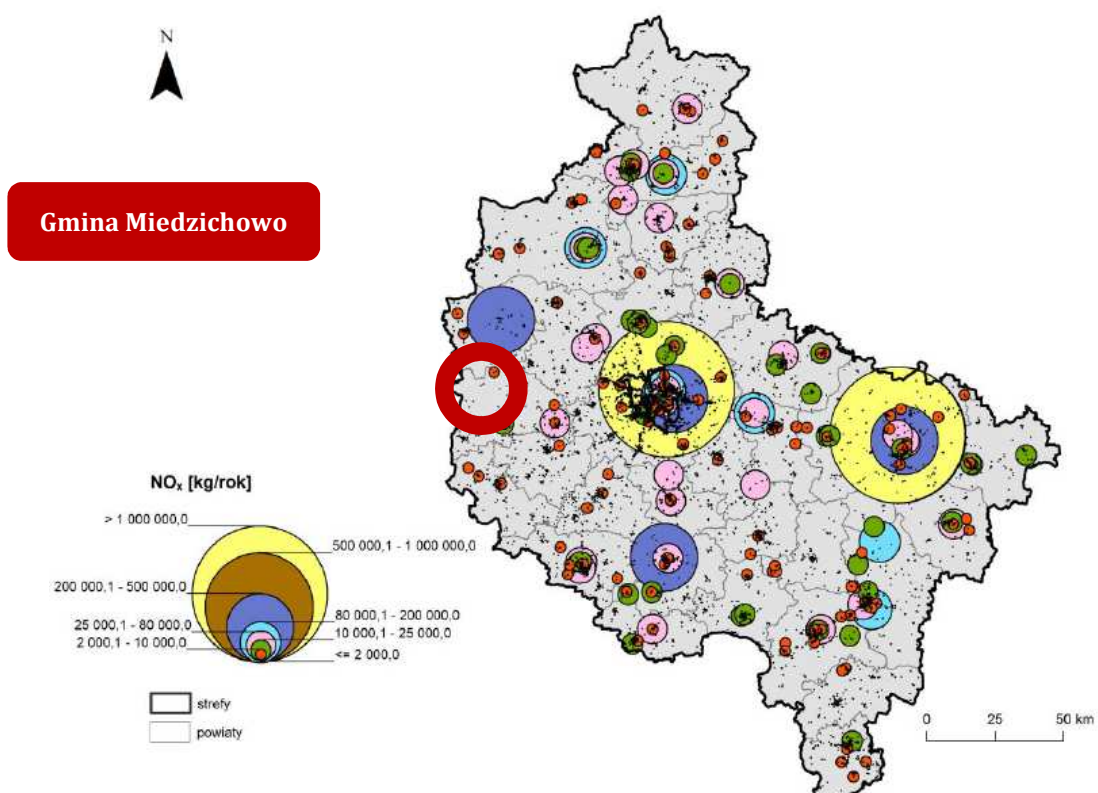 N
Gmina Miedzichowo
NOx [kg/rok]
> 1 000 000,0
500 000,1 - 1 000 000,0
200 000,1 - 500 000,0
80 000,1 - 200 000,0
25 000,1 - 80 000,0
10 000,1 - 25 000,0
2 000,1 - 10 000,0
<= 2 000,0
strefy
powiaty
0 25 50 km